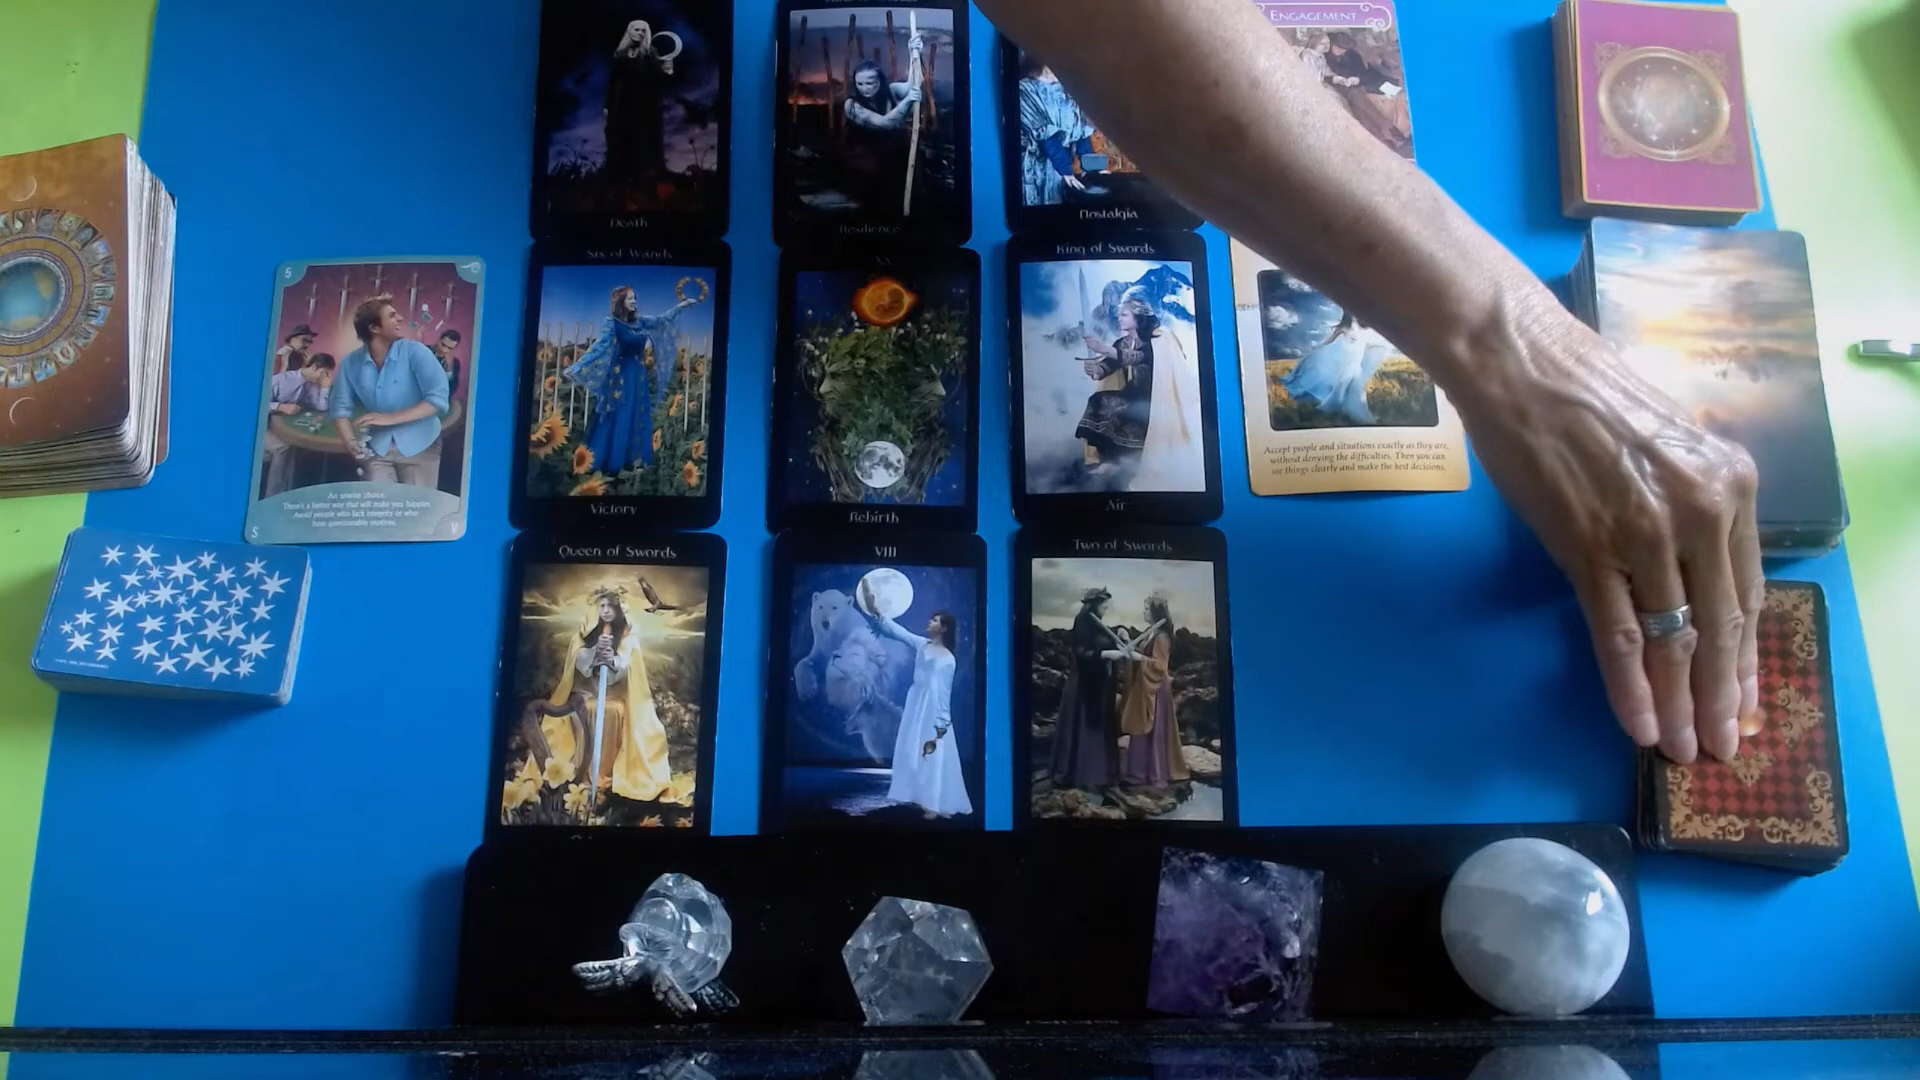 ENGAGEMENT
Death
Resilience
Nostalgia
Six of Wands
XX
King of Swords
5
Accept people and situations exactly as they are,
without denying the difficulties. Then you can
see things clearly and make the best decisions.
An unwise choice.
There's a better way that will make you happier.
Avoid people who lack integrity or who
have questionable motives.
S
V
Victory
Rebirth
Air
Queen of Swords
VIII
Two of Swords